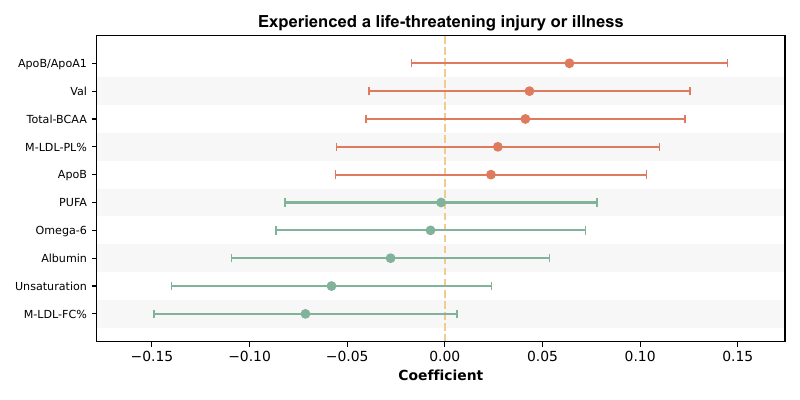 Experienced a life-threatening injury or illness
ApoB/ApoA1
Val
Total-BCAA
M-LDL-PL%
ApoB
PUFA
Omega-6
Albumin
Unsaturation
M-LDL-FC%
−0.15 −0.10 −0.05 0.00 0.05 0.10 0.15
Coefficient